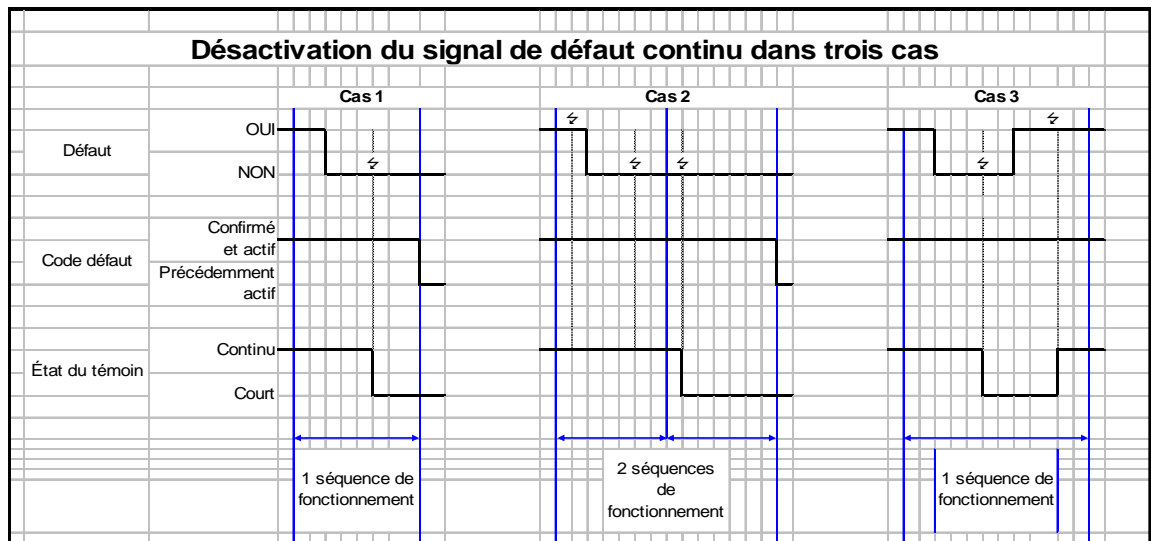 Désactivation du signal de défaut continu dans trois cas
Cas 1
Cas 2
Cas 3
Défaut
OUI
NON
Code défaut
Confirmé
et actif
Précédemment
actif
État du témoin
Continu
Court
1 séquence de
fonctionnement
2 séquences
de
fonctionnement
1 séquence de
fonctionnement